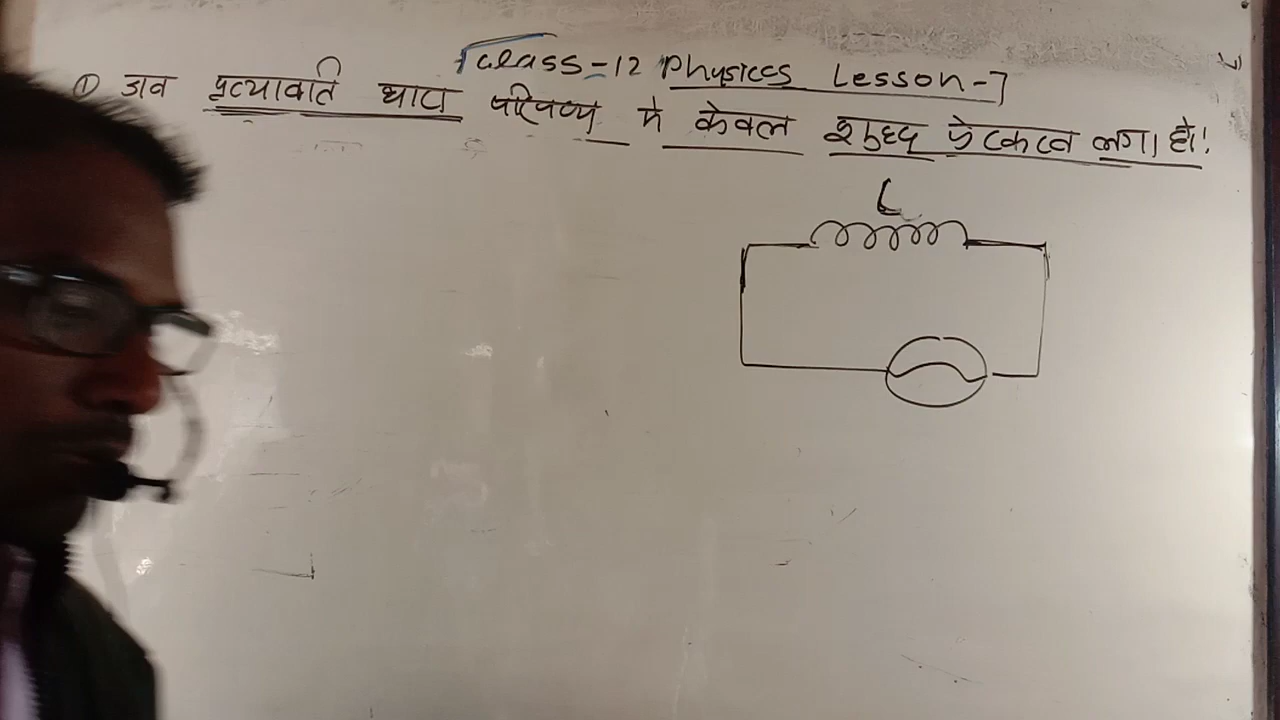 Class-12 Physics Lesson-7
① जब प्रत्यावर्ति धारा परिपथ में केवल शुद्ध प्रेरकत्व लगा हो!
L